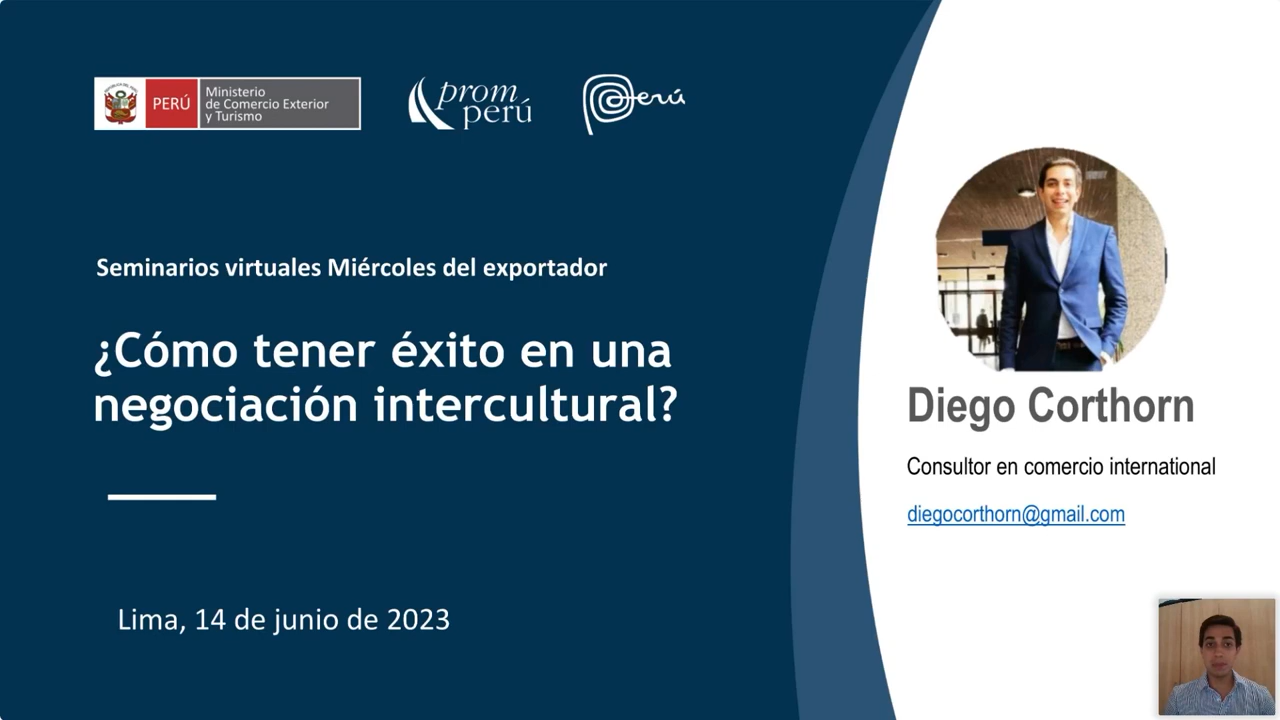 PERÚ
Ministerio
de Comercio Exterior
y Turismo
prom
perú
Perú
Seminarios virtuales Miércoles del exportador
¿Cómo tener éxito en una
negociación intercultural?
Lima, 14 de junio de 2023
Diego Corthorn
Consultor en comercio international
diegocorthorn@gmail.com